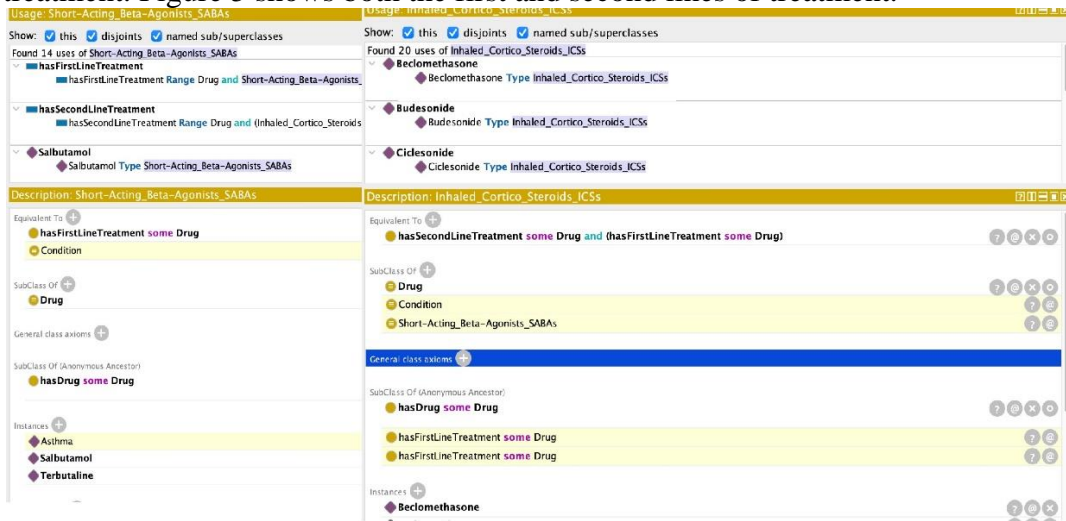 treatment. Figure 3 shows both the first and second lines of treatment.
Usage: Short-Acting_Beta-Agonists_SABAs
Show: this disjoints named sub/superclasses
Found 14 uses of Short-Acting_Beta-Agonists_SABAs
hasFirstLineTreatment
hasFirstLineTreatment Range Drug and Short-Acting_Beta-Agonists_
hasSecondLineTreatment
hasSecondLineTreatment Range Drug and (Inhaled_Cortico_Steroids
Salbutamol
Salbutamol Type Short-Acting_Beta-Agonists_SABAs
Description: Short-Acting_Beta-Agonists_SABAs
Equivalent To
hasFirstLineTreatment some Drug
Condition
SubClass Of
Drug
General class axioms
SubClass Of (Anonymous Ancestor)
hasDrug some Drug
Instances
Asthma
Salbutamol
Terbutaline
Usage: Inhaled_Cortico_Steroids_ICSs
Show: this disjoints named sub/superclasses
Found 20 uses of Inhaled_Cortico_Steroids_ICSs
Beclomethasone
Beclomethasone Type Inhaled_Cortico_Steroids_ICSs
Budesonide
Budesonide Type Inhaled_Cortico_Steroids_ICSs
Ciclesonide
Ciclesonide Type Inhaled_Cortico_Steroids_ICSs
Description: Inhaled_Cortico_Steroids_ICSs
Equivalent To
hasSecondLineTreatment some Drug and (hasFirstLineTreatment some Drug)
SubClass Of
Drug
Condition
Short-Acting_Beta-Agonists_SABAs
General class axioms
SubClass Of (Anonymous Ancestor)
hasDrug some Drug
hasFirstLineTreatment some Drug
hasFirstLineTreatment some Drug
Instances
Beclomethasone